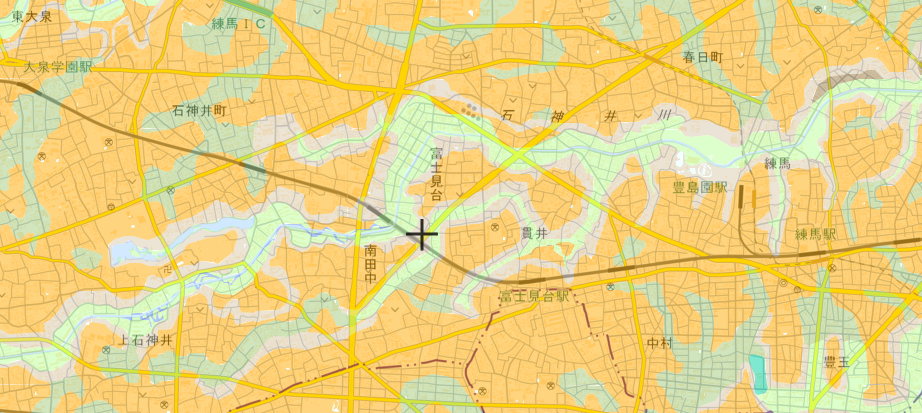 東大泉
練馬ＩＣ
春日町
大泉学園駅
石神井町
石神井川
富士見台
練馬
豊島園駅
貫井
練馬駅
南田中
富士見台駅
上石神井
中村
豊玉